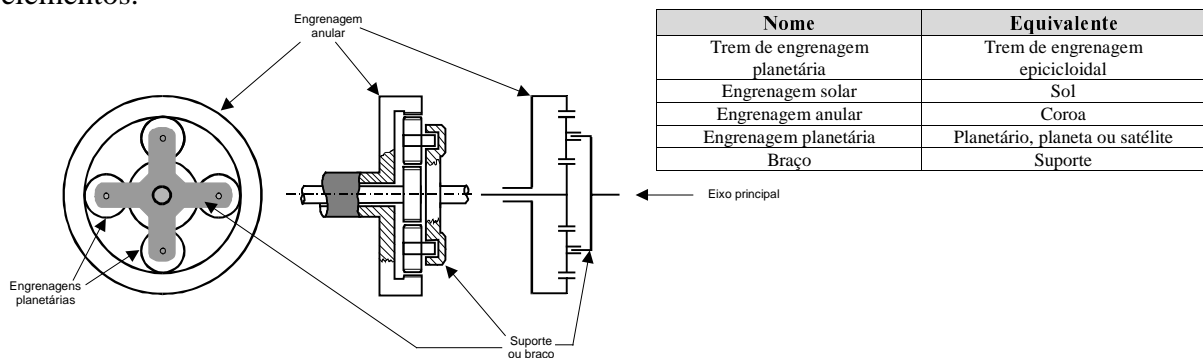 elementos.
Engrenagem
anular
Engrenagens
planetárias
Suporte
ou braço
Eixo principal
Nome Equivalente
Trem de engrenagem Trem de engrenagem
planetária epicicloidal
Engrenagem solar Sol
Engrenagem anular Coroa
Engrenagem planetária Planetário, planeta ou satélite
Braço Suporte